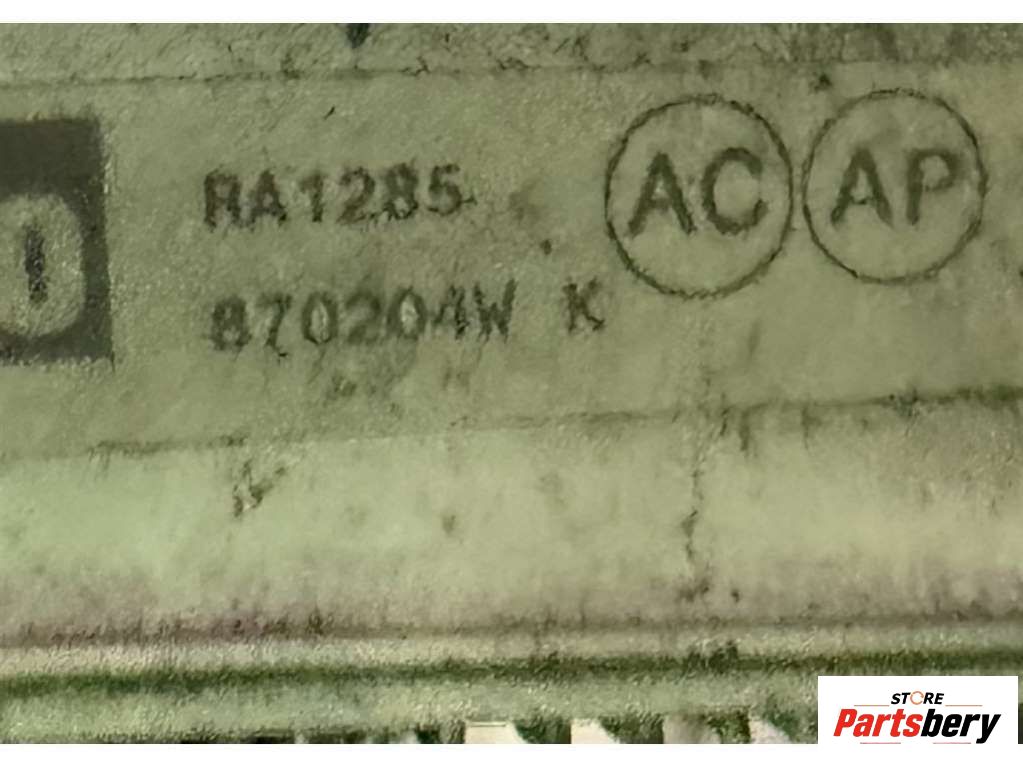 RA1285
AC AP
870204W K
STORE
Partsbery